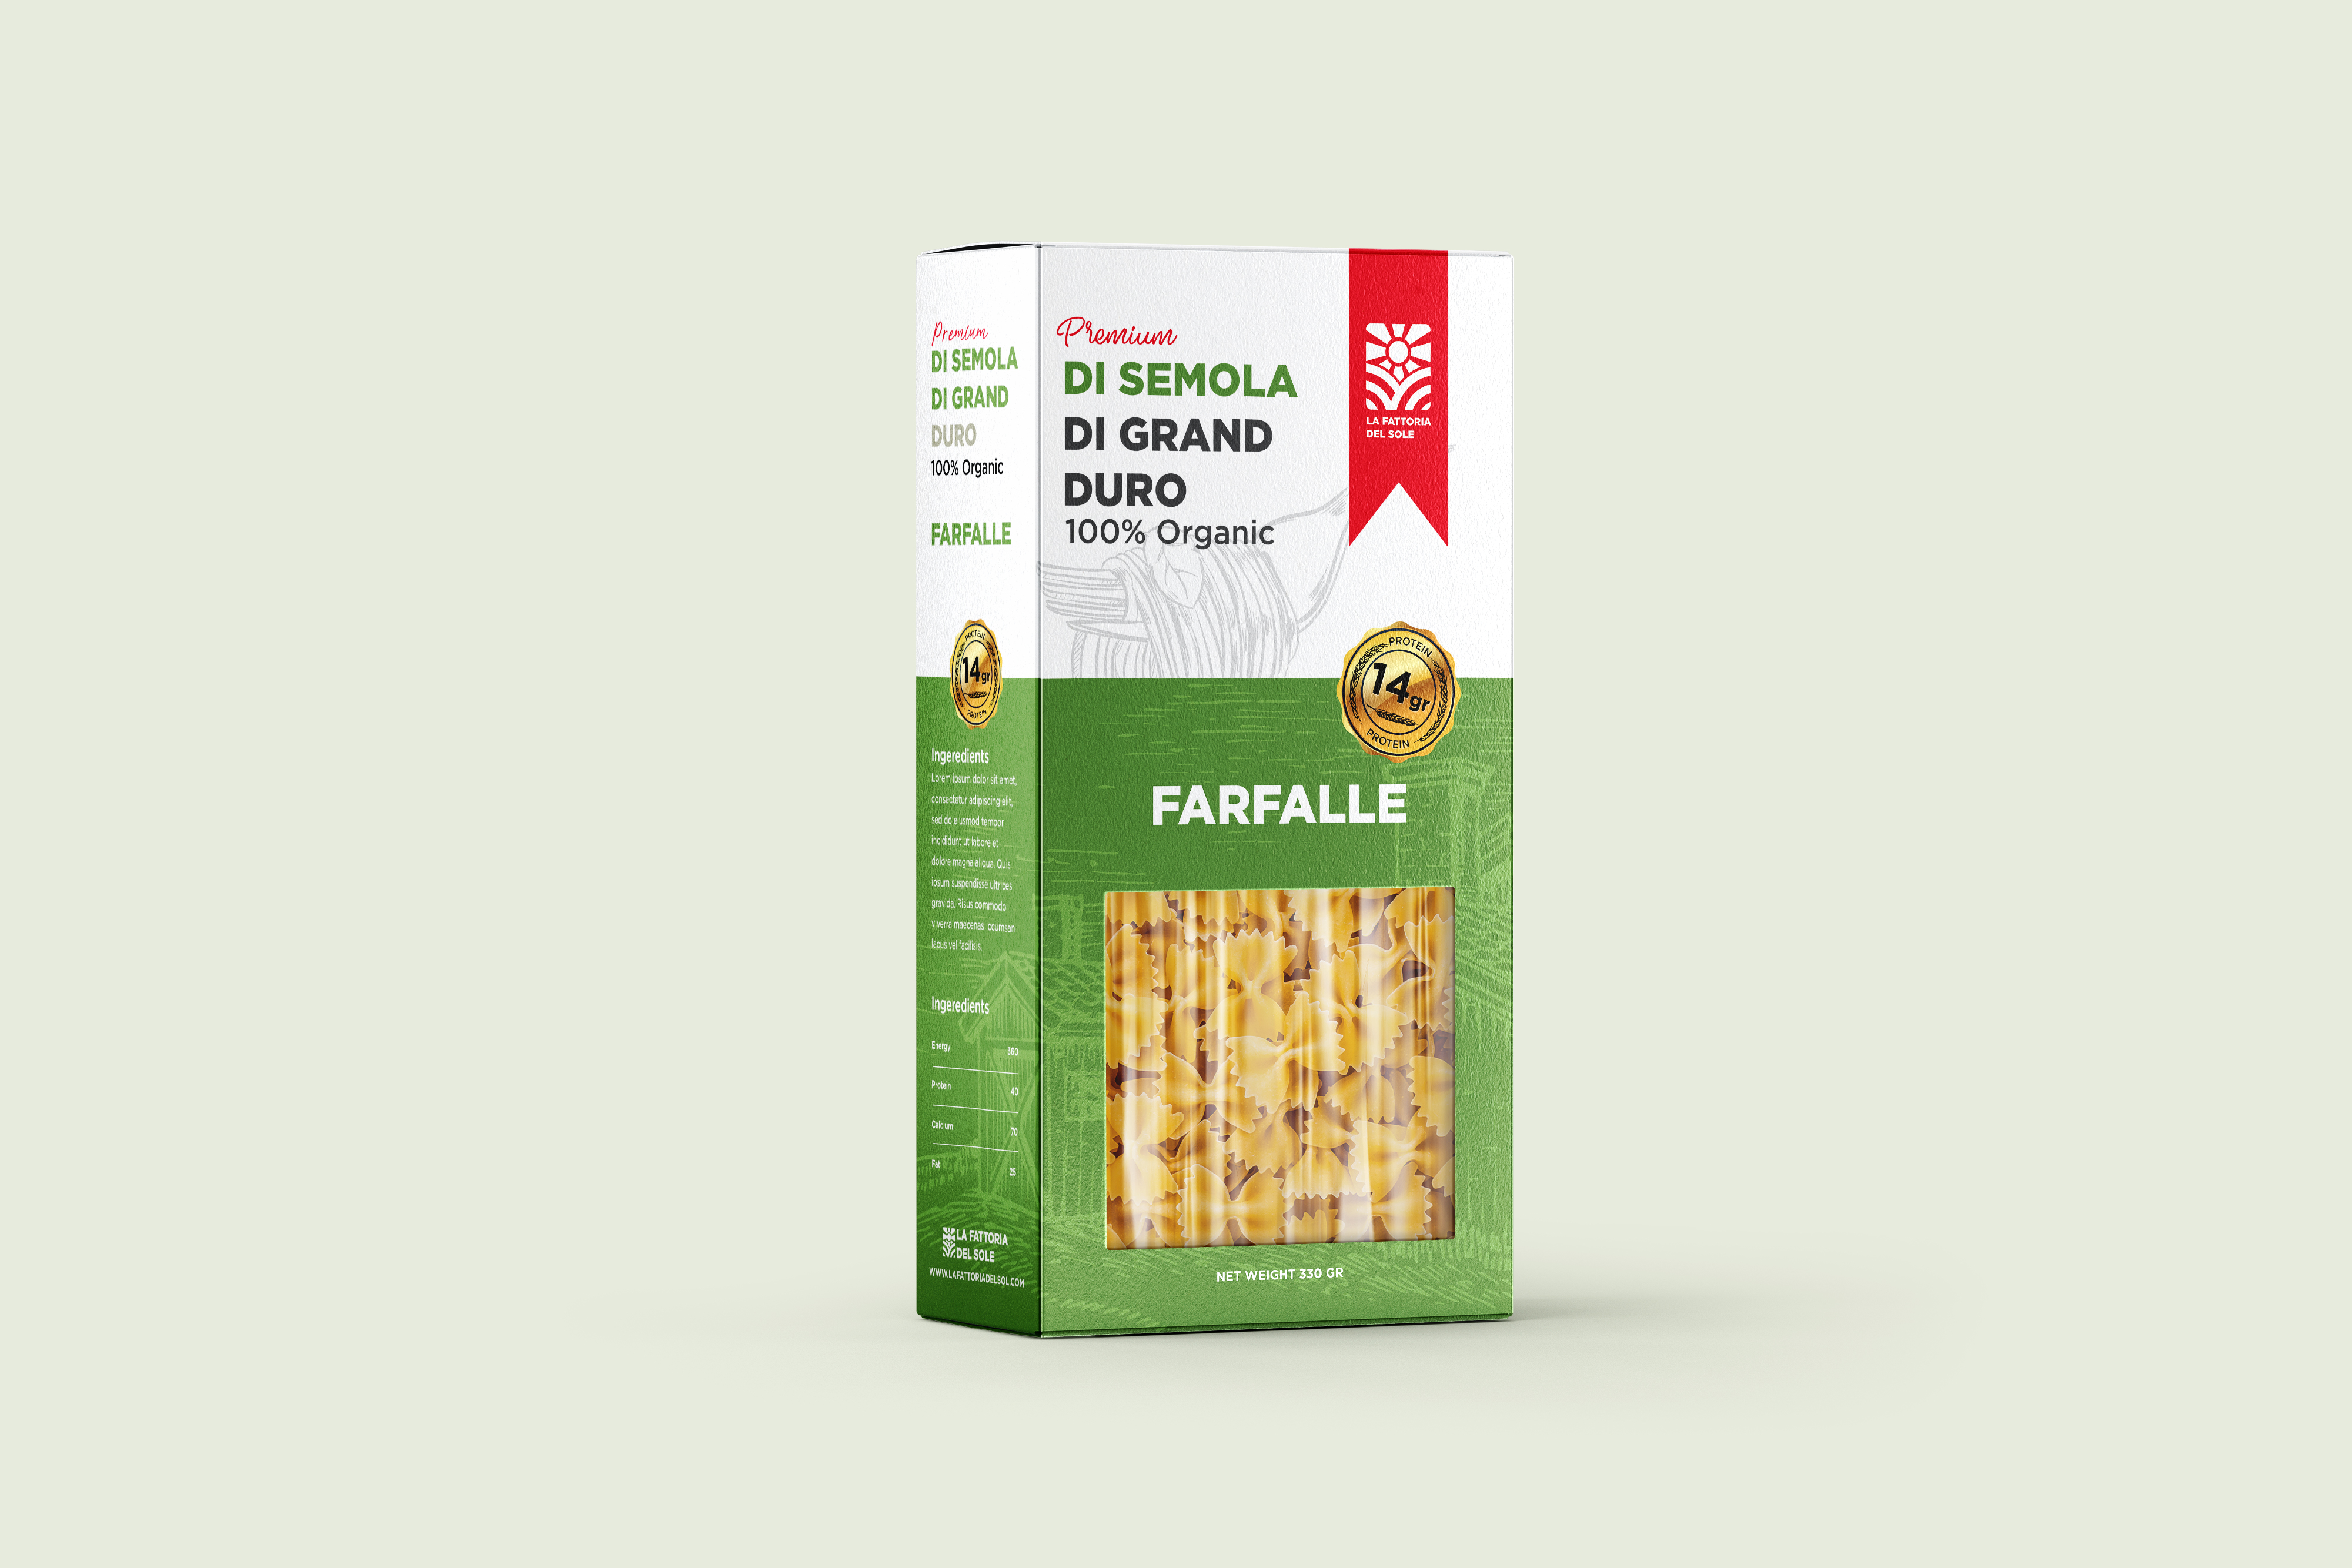 Premium
DI SEMOLA
DI GRAND
DURO
100% Organic
FARFALLE
PROTEIN
14gr
PROTEIN
Ingeredients
Lorem ipsum dolor sit amet,
consectetur adipiscing elit,
sed do eiusmod tempor
incididunt ut labore et
dolore magna aliqua. Quis
ipsum suspendisse ultrices
gravida. Risus commodo
viverra maecenas ccumsan
lacus vel facilisis.
Ingeredients
Energy 360
Protein 40
Calcium 70
Fat 25
LA FATTORIA
DEL SOLE
WWW.LAFATTORIADELSOL.COM
Premium
DI SEMOLA
DI GRAND
DURO
100% Organic
LA FATTORIA
DEL SOLE
PROTEIN
14gr
PROTEIN
FARFALLE
NET WEIGHT 330 GR